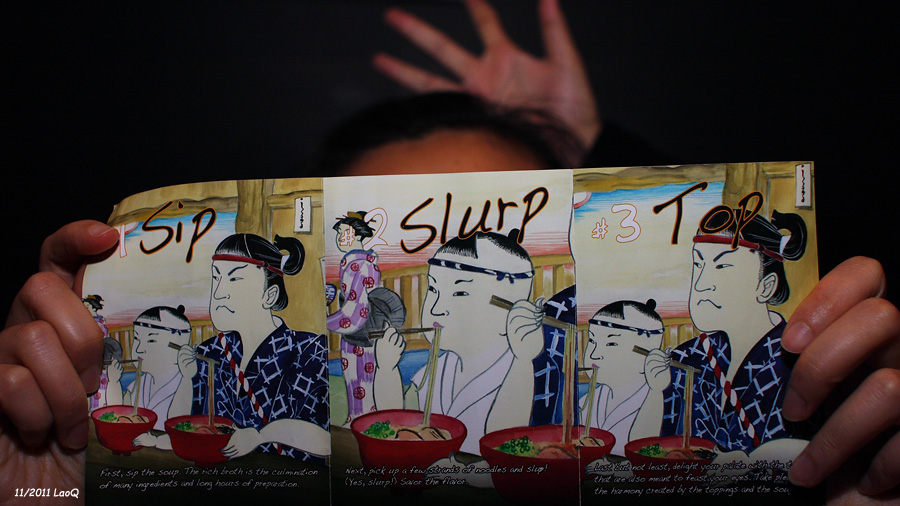 #1 Sip
First, sip the soup. The rich broth is the culmination
of many ingredients and long hours of preparation.
#2 Slurp
Next, pick up a few strands of noodles and slurp!
(Yes, slurp!) Savor the flavor.
#3 Top
Last but not least, delight your palate with the
that are also meant to feast your eyes. Take
the harmony created by the toppings and the
11/2011 LaoQ